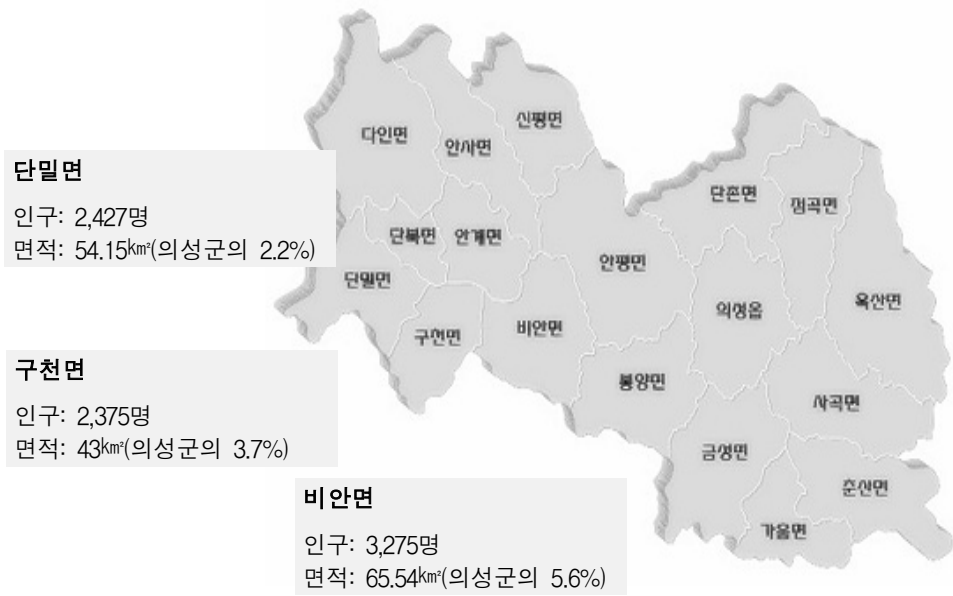 신평면
다인면
안사면
단밀면
인구: 2,427명
면적: 54.15㎢(의성군의 2.2%)
단촌면
점곡면
단북면
안계면
안평면
단밀면
옥산면
의성읍
비안면
구천면
구천면
인구: 2,375명
면적: 43㎢(의성군의 3.7%)
봉양면
사곡면
금성면
춘산면
비안면
인구: 3,275명
면적: 65.54㎢(의성군의 5.6%)
가음면